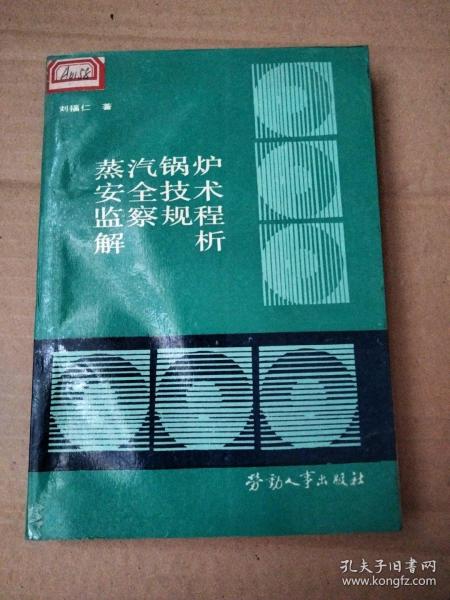 刘福仁 著
蒸汽锅炉
安全技术
监察规程
解析
劳动人事出版社
孔夫子旧书网
www.kongfz.com